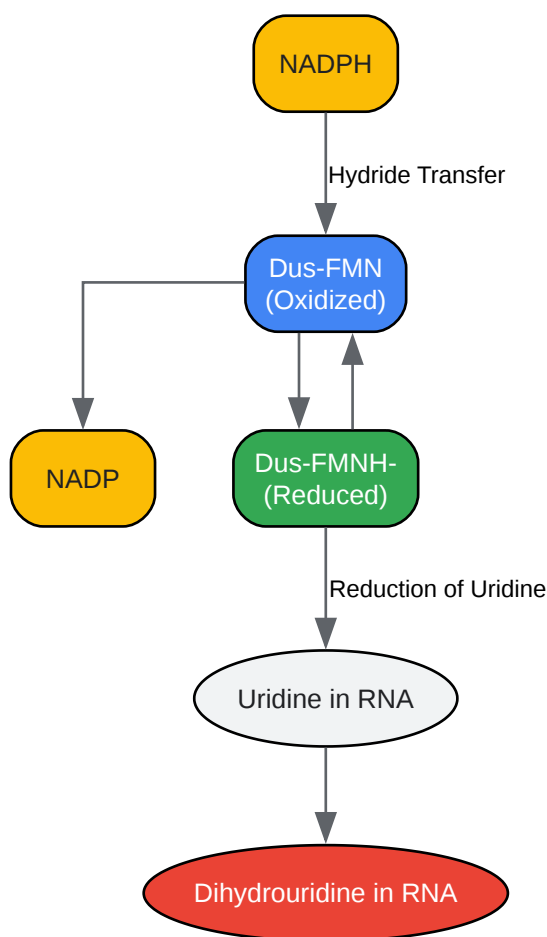 NADPH
Hydride Transfer
Dus-FMN
(Oxidized)
NADP
Dus-FMNH-
(Reduced)
Reduction of Uridine
Uridine in RNA
Dihydrouridine in RNA